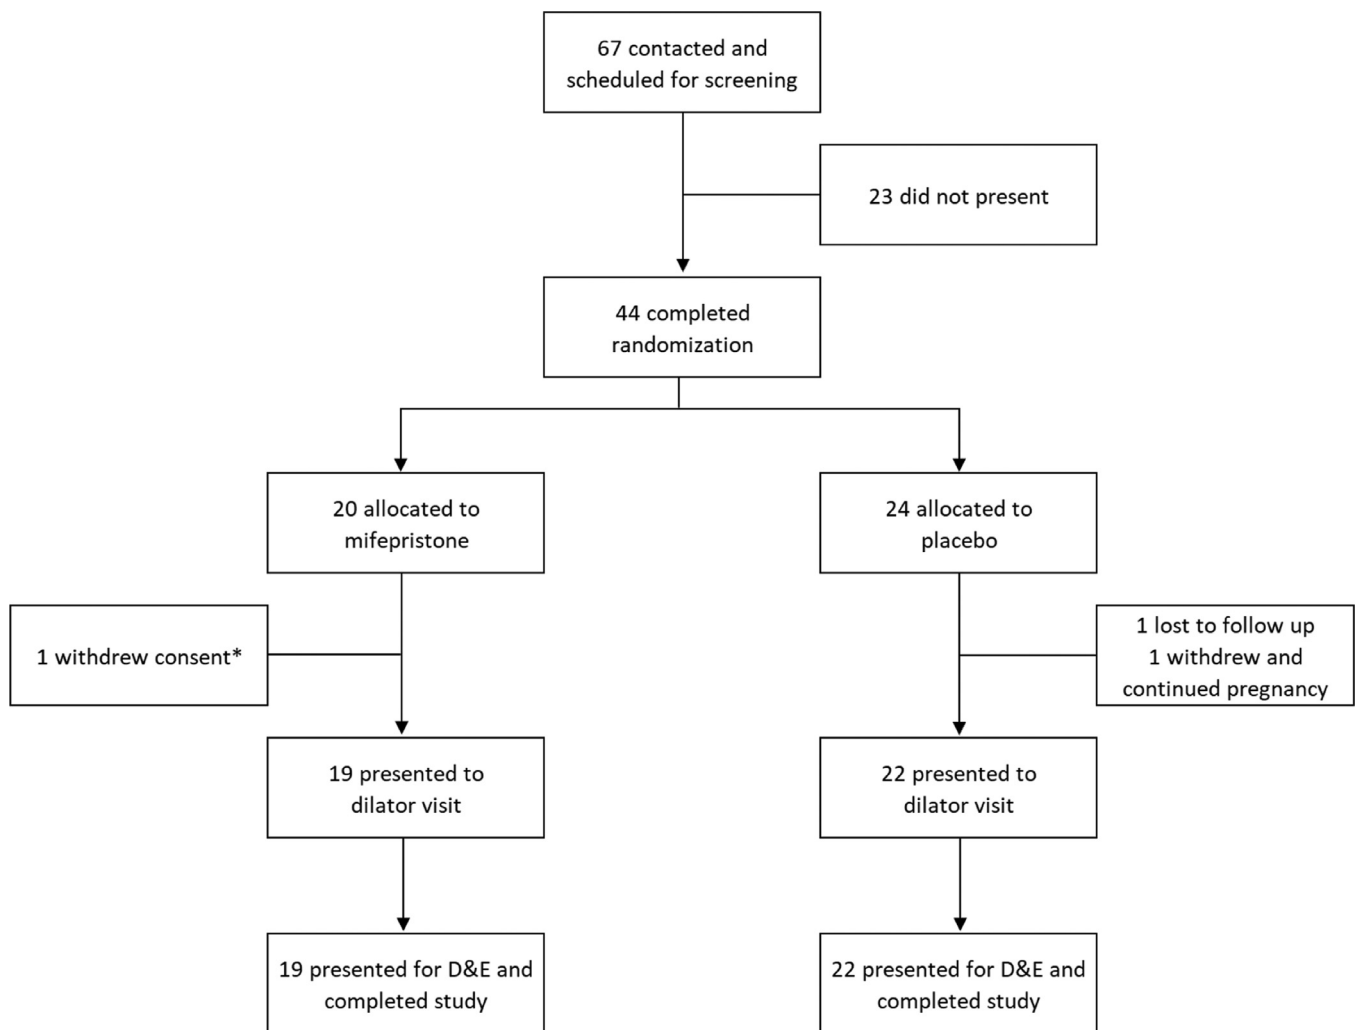 67 contacted and
scheduled for screening
23 did not present
44 completed
randomization
20 allocated to
mifepristone
24 allocated to
placebo
1 withdrew consent*
1 lost to follow up
1 withdrew and
continued pregnancy
19 presented to
dilator visit
22 presented to
dilator visit
19 presented for D&E and
completed study
22 presented for D&E and
completed study